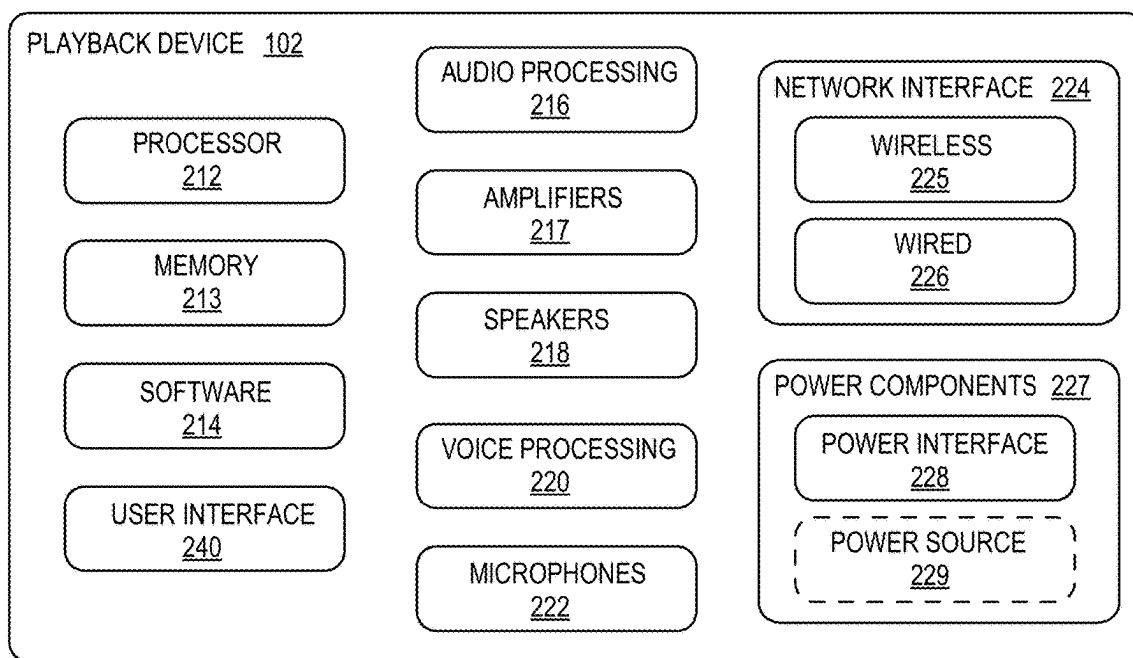 PLAYBACK DEVICE 102
PROCESSOR
212
MEMORY
213
SOFTWARE
214
USER INTERFACE
240
AUDIO PROCESSING
216
AMPLIFIERS
217
SPEAKERS
218
VOICE PROCESSING
220
MICROPHONES
222
NETWORK INTERFACE 224
WIRELESS
225
WIRED
226
POWER COMPONENTS 227
POWER INTERFACE
228
POWER SOURCE
229